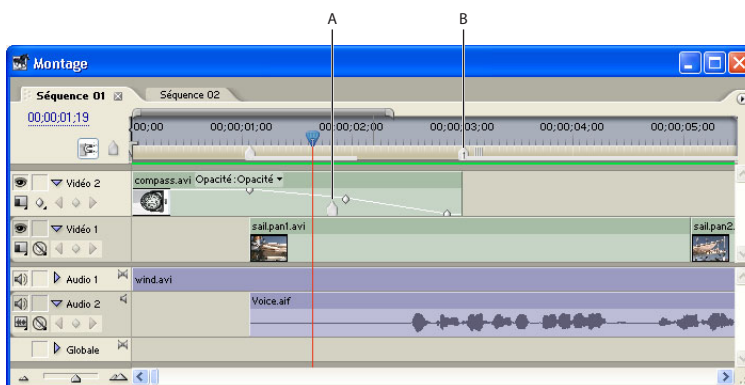 A B
Montage
Séquence 01 Séquence 02
00;00;01;19
00;00 00;00;01;00 00;00;02;00 00;00;03;00 00;00;04;00 00;00;05;00
1
Vidéo 2 compass.avi Opacité:Opacité
Vidéo 1 sail.pan1.avi sail.pan2.
Audio 1 wind.avi
Audio 2 Voice.aif
Globale